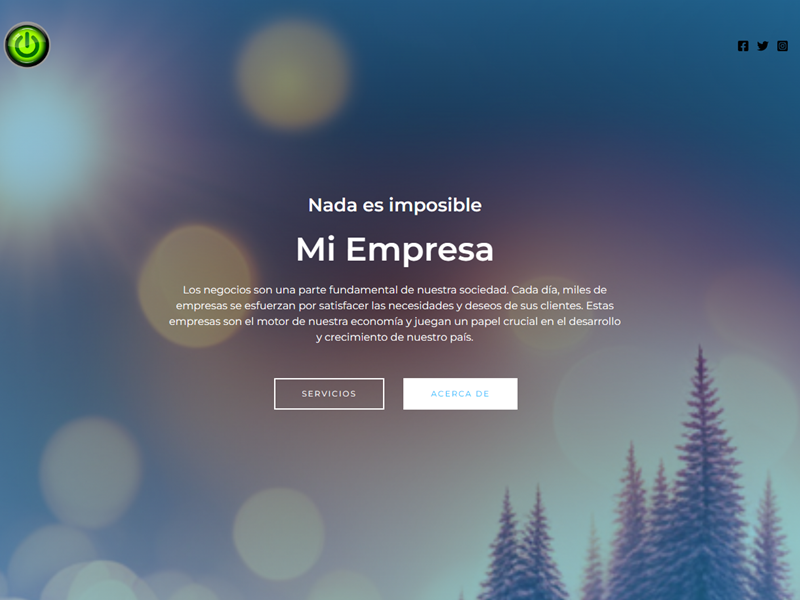 Nada es imposible
Mi Empresa
Los negocios son una parte fundamental de nuestra sociedad. Cada día, miles de
empresas se esfuerzan por satisfacer las necesidades y deseos de sus clientes. Estas
empresas son el motor de nuestra economía y juegan un papel crucial en el desarrollo
y crecimiento de nuestro país.
SERVICIOS
ACERCA DE